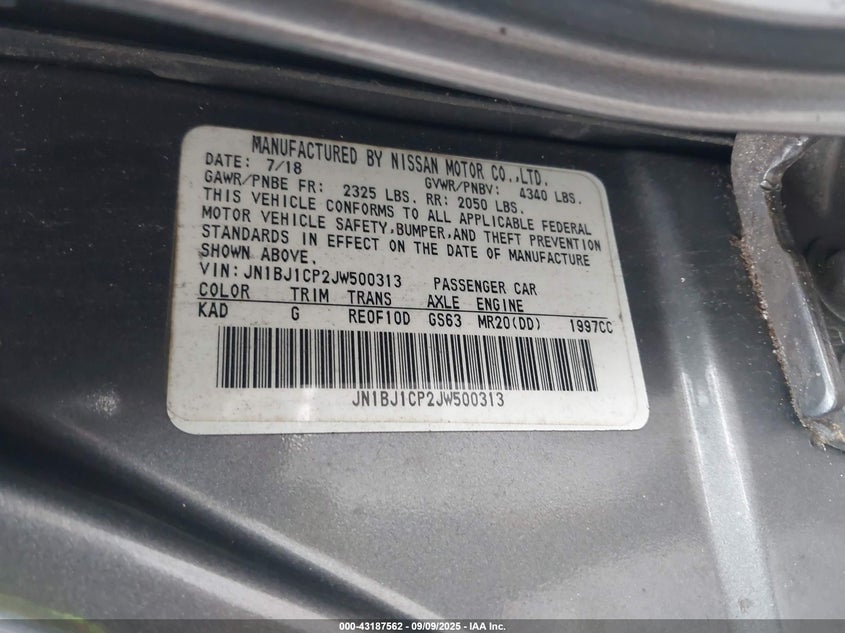 MANUFACTURED BY NISSAN MOTOR CO.,LTD.
DATE: 7/18 GVWR/PNBV: 4340 LBS.
GAWR/PNBE FR: 2325 LBS. RR: 2050 LBS.
THIS VEHICLE CONFORMS TO ALL APPLICABLE FEDERAL
MOTOR VEHICLE SAFETY,BUMPER,AND THEFT PREVENTION
STANDARDS IN EFFECT ON THE DATE OF MANUFACTURE
SHOWN ABOVE.
VIN:JN1BJ1CP2JW500313 PASSENGER CAR
COLOR TRIM TRANS AXLE ENGINE
KAD G RE0F10D GS63 MR20(DD) 1997CC
JN1BJ1CP2JW500313
000-43187562 - 09/09/2025 - IAA Inc.